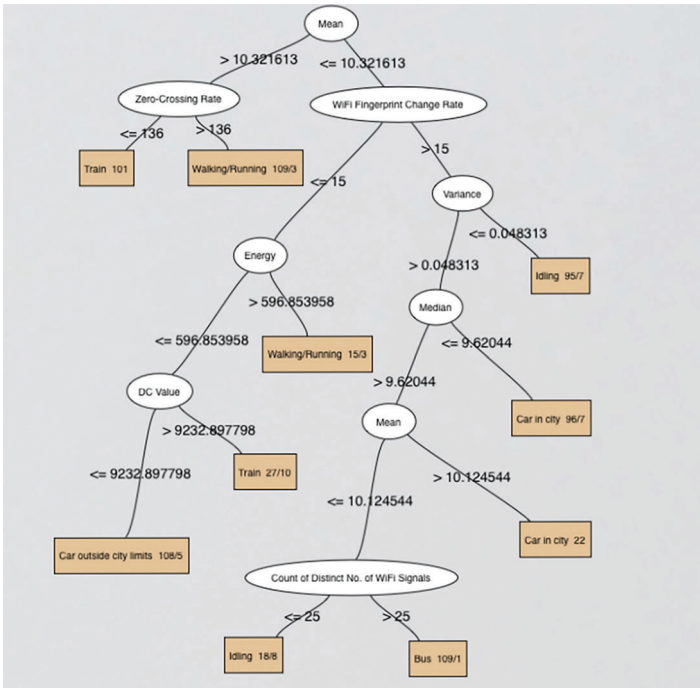 Mean
> 10.321613
<= 10.321613
Zero-Crossing Rate
WiFi Fingerprint Change Rate
<= 136
> 136
> 15
Train 101
Walking/Running 109/3
<= 15
Variance
<= 0.048313
Energy
> 0.048313
Idling 95/7
> 596.853958
Median
<= 596.853958
<= 9.62044
Walking/Running 15/3
> 9.62044
DC Value
Mean
Car in city 96/7
> 9232.897798
<= 9232.897798
Train 27/10
> 10.124544
<= 10.124544
Car outside city limits 108/5
Car in city 22
Count of Distinct No. of WiFi Signals
<= 25
> 25
Idling 18/8
Bus 109/1